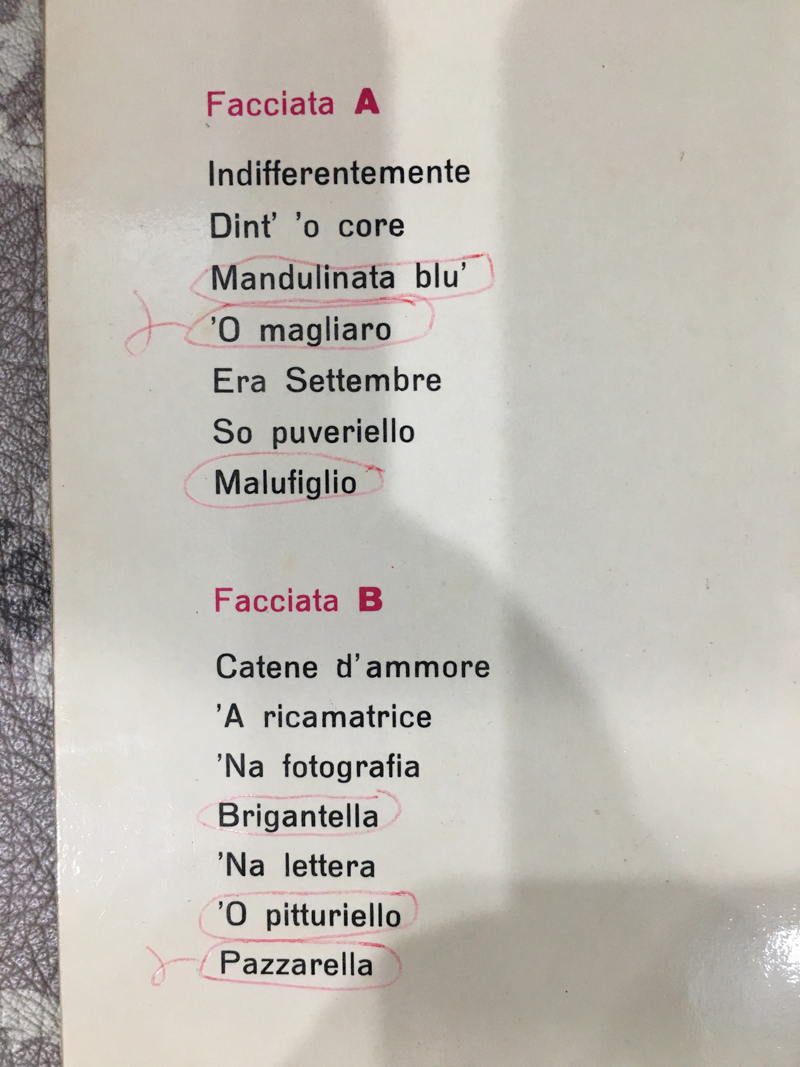 Facciata A
Indifferentemente
Dint' 'o core
Mandulinata blu'
'O magliaro
Era Settembre
So puveriello
Malufiglio
Facciata B
Catene d'ammore
'A ricamatrice
'Na fotografia
Brigantella
'Na lettera
'O pitturiello
Pazzarella